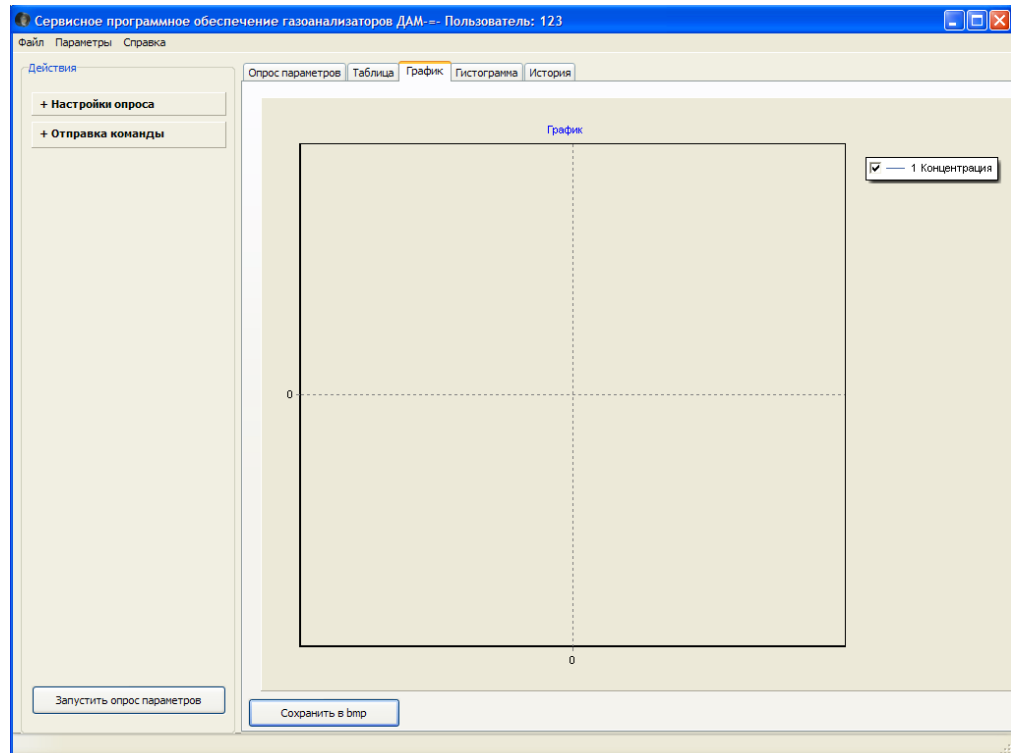 Сервисное программное обеспечение газоанализаторов ДАМ-=- Пользователь: 123
Файл Параметры Справка
Действия
+ Настройки опроса
+ Отправка команды
Запустить опрос параметров
Опрос параметров Таблица График Гистограмма История
График
1 Концентрация
0
0
Сохранить в bmp